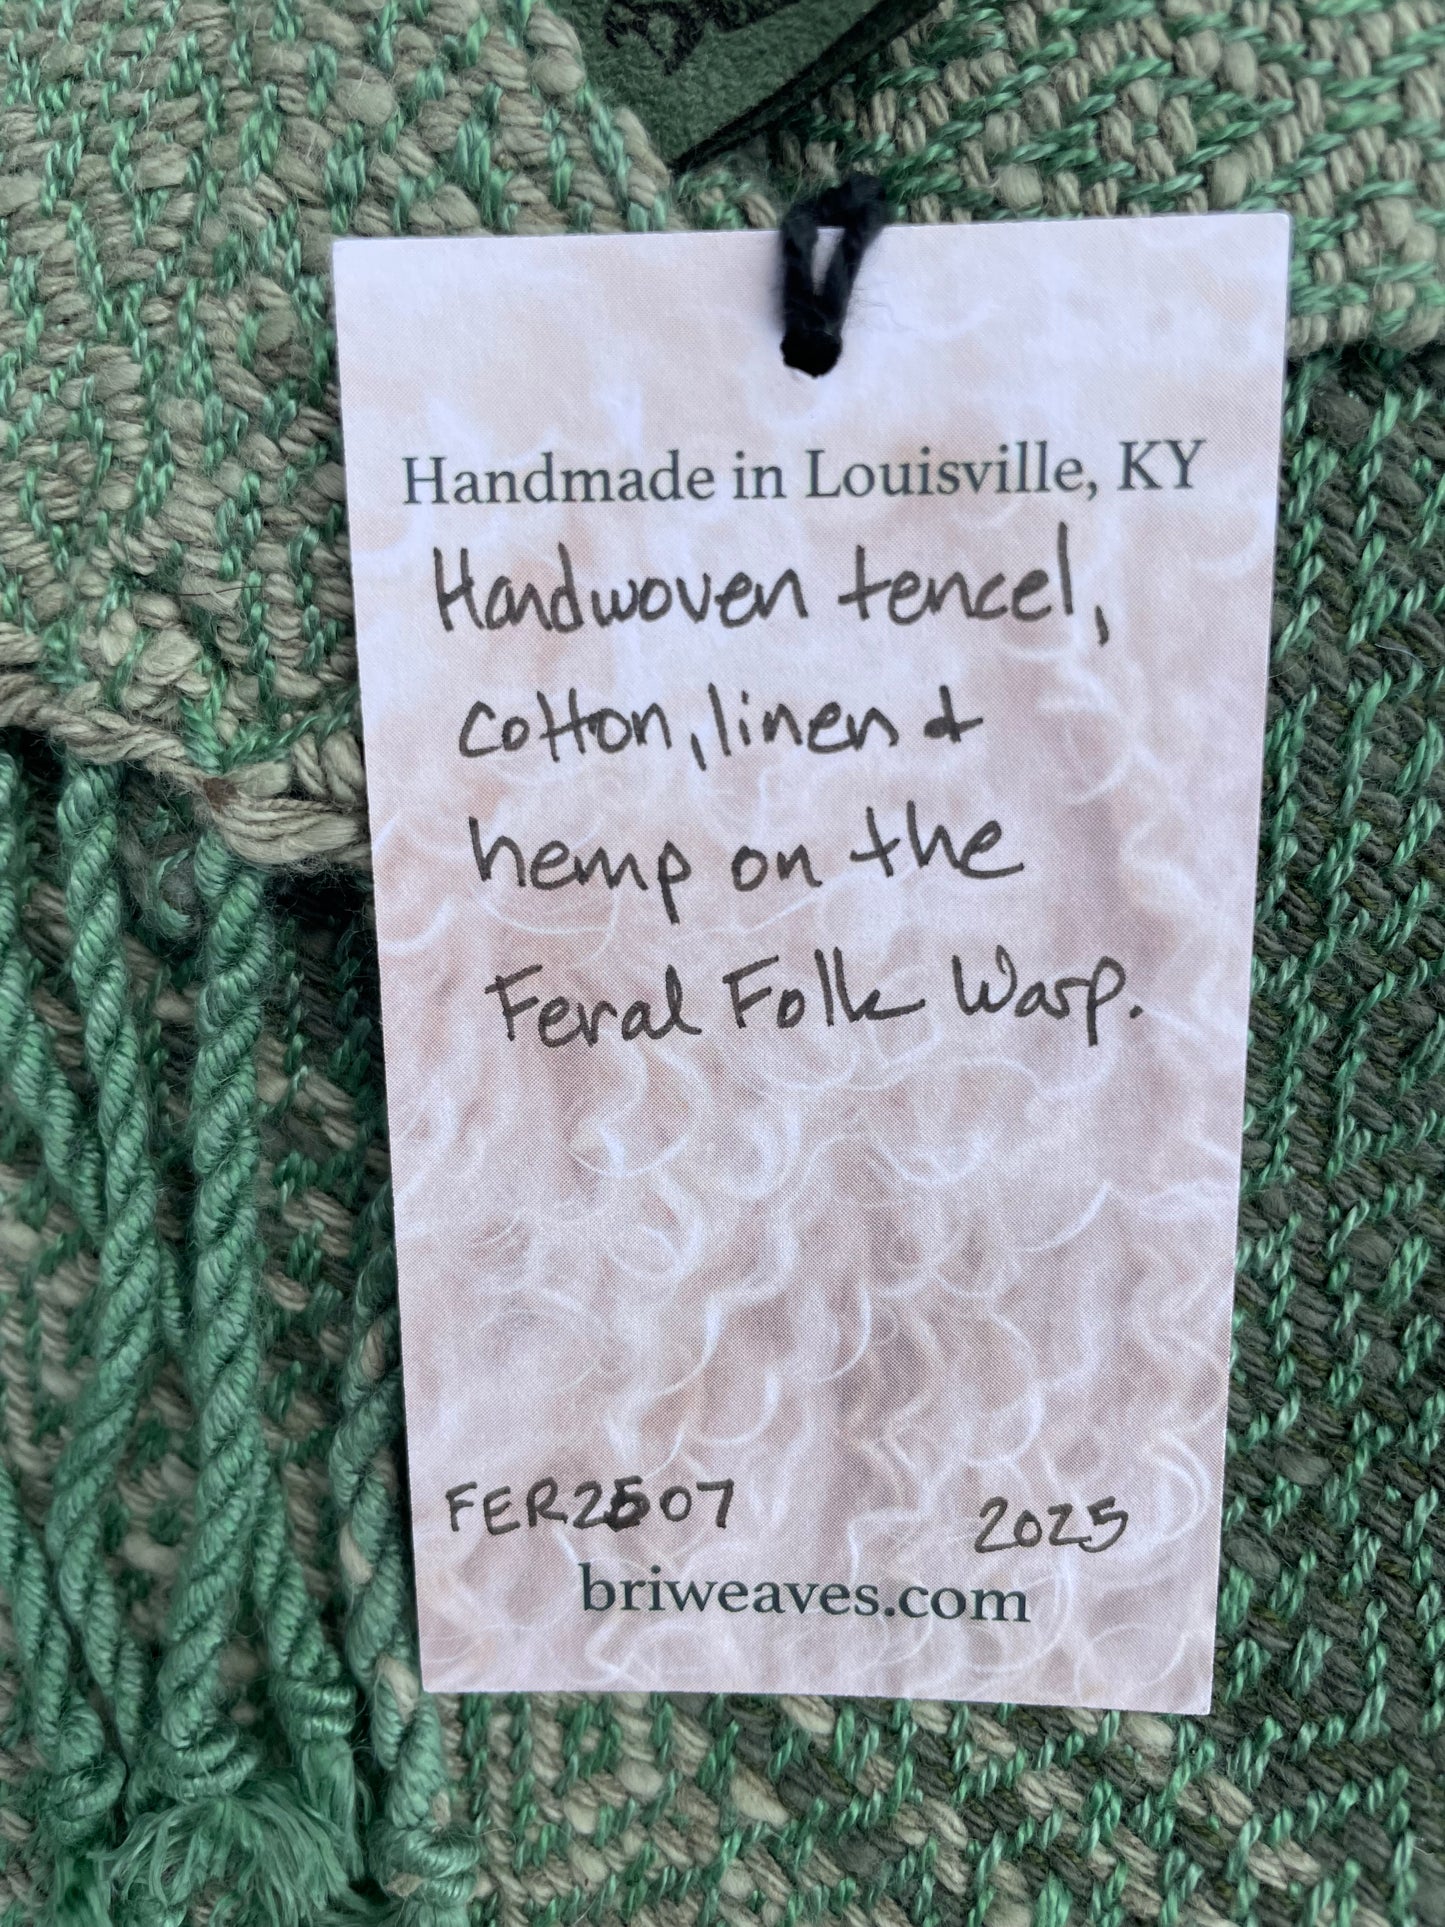 Handmade in Louisville, KY
Handwoven tencel,
cotton, linen &
hemp on the
Feral Folk Warp.
FER2507 2025
briweaves.com